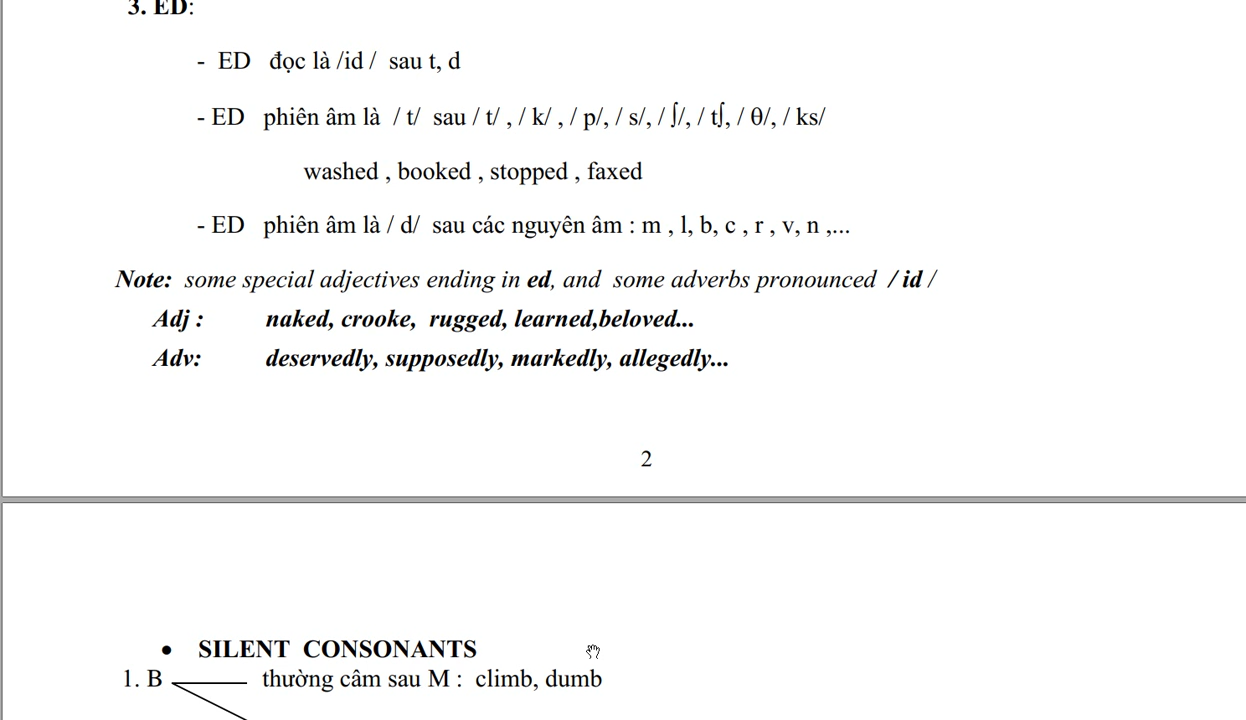 3. ED:
- ED đọc là /id / sau t, d
- ED phiên âm là / t/ sau / t/ , / k/ , / p/, / s/, / ʃ/, / tʃ, / θ/, / ks/
washed , booked , stopped , faxed
- ED phiên âm là / d/ sau các nguyên âm : m , l, b, c , r , v, n ,...
Note: some special adjectives ending in ed, and some adverbs pronounced / id /
Adj : naked, crooke, rugged, learned,beloved...
Adv: deservedly, supposedly, markedly, allegedly...
2
• SILENT CONSONANTS
1. B thường câm sau M : climb, dumb